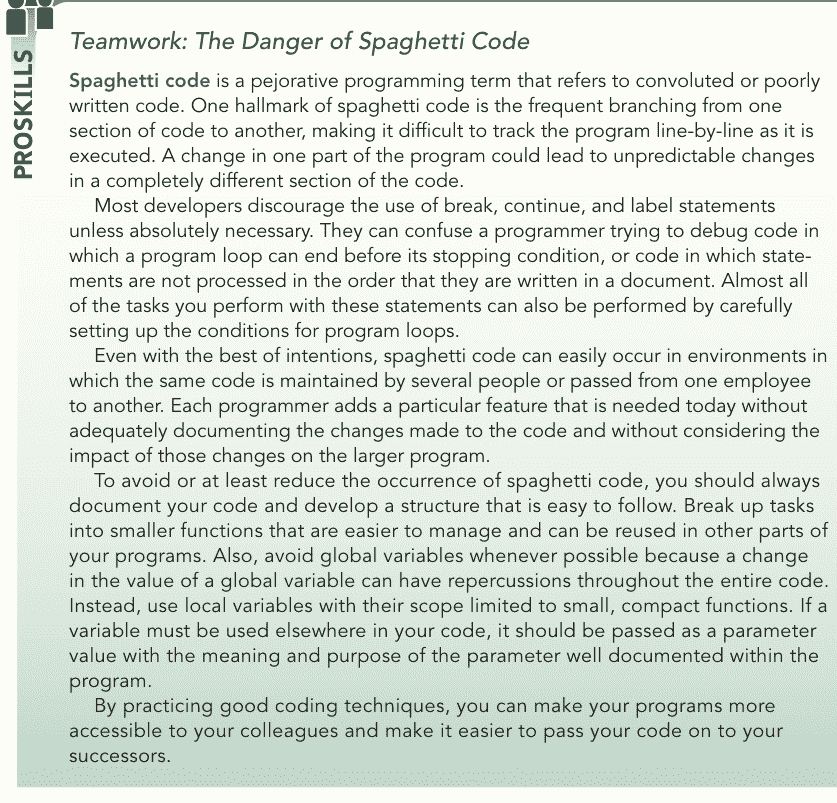 PROSKILLS
Teamwork: The Danger of Spaghetti Code
Spaghetti code is a pejorative programming term that refers to convoluted or poorly
written code. One hallmark of spaghetti code is the frequent branching from one
section of code to another, making it difficult to track the program line-by-line as it is
executed. A change in one part of the program could lead to unpredictable changes
in a completely different section of the code.
Most developers discourage the use of break, continue, and label statements
unless absolutely necessary. They can confuse a programmer trying to debug code in
which a program loop can end before its stopping condition, or code in which state-
ments are not processed in the order that they are written in a document. Almost all
of the tasks you perform with these statements can also be performed by carefully
setting up the conditions for program loops.
Even with the best of intentions, spaghetti code can easily occur in environments in
which the same code is maintained by several people or passed from one employee
to another. Each programmer adds a particular feature that is needed today without
adequately documenting the changes made to the code and without considering the
impact of those changes on the larger program.
To avoid or at least reduce the occurrence of spaghetti code, you should always
document your code and develop a structure that is easy to follow. Break up tasks
into smaller functions that are easier to manage and can be reused in other parts of
your programs. Also, avoid global variables whenever possible because a change
in the value of a global variable can have repercussions throughout the entire code.
Instead, use local variables with their scope limited to small, compact functions. If a
variable must be used elsewhere in your code, it should be passed as a parameter
value with the meaning and purpose of the parameter well documented within the
program.
By practicing good coding techniques, you can make your programs more
accessible to your colleagues and make it easier to pass your code on to your
successors.